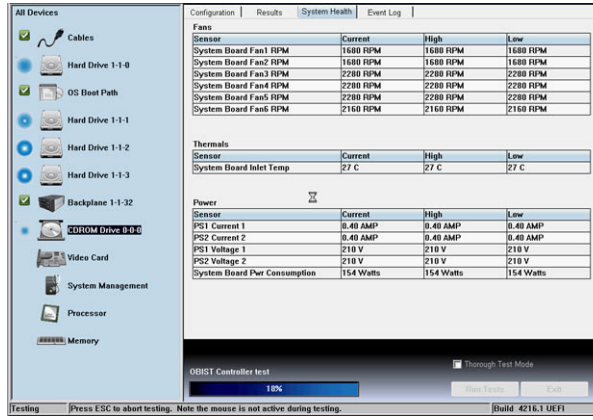 All Devices
Cables
Hard Drive 1-1-0
OS Boot Path
Hard Drive 1-1-1
Hard Drive 1-1-2
Hard Drive 1-1-3
Backplane 1-1-32
CDROM Drive 0-0-0
Video Card
System Management
Processor
Memory
Configuration Results System Health Event Log
Fans
Sensor Current High Low
System Board Fan1 RPM 1680 RPM 1680 RPM 1680 RPM
System Board Fan2 RPM 1680 RPM 1680 RPM 1680 RPM
System Board Fan3 RPM 2280 RPM 2280 RPM 2280 RPM
System Board Fan4 RPM 2280 RPM 2280 RPM 2280 RPM
System Board Fan5 RPM 2280 RPM 2280 RPM 2280 RPM
System Board Fan6 RPM 2160 RPM 2160 RPM 2160 RPM
Thermals
Sensor Current High Low
System Board Inlet Temp 27 C 27 C 27 C
Power
Sensor Current High Low
PS1 Current 1 0.40 AMP 0.40 AMP 0.40 AMP
PS2 Current 2 0.40 AMP 0.40 AMP 0.40 AMP
PS1 Voltage 1 210 V 210 V 210 V
PS2 Voltage 2 210 V 210 V 210 V
System Board Pwr Consumption 154 Watts 154 Watts 154 Watts
Thorough Test Mode
OBIST Controller test
18% Run Tests Exit
Testing Press ESC to abort testing. Note the mouse is not active during testing. Build 4216.1 UEFI